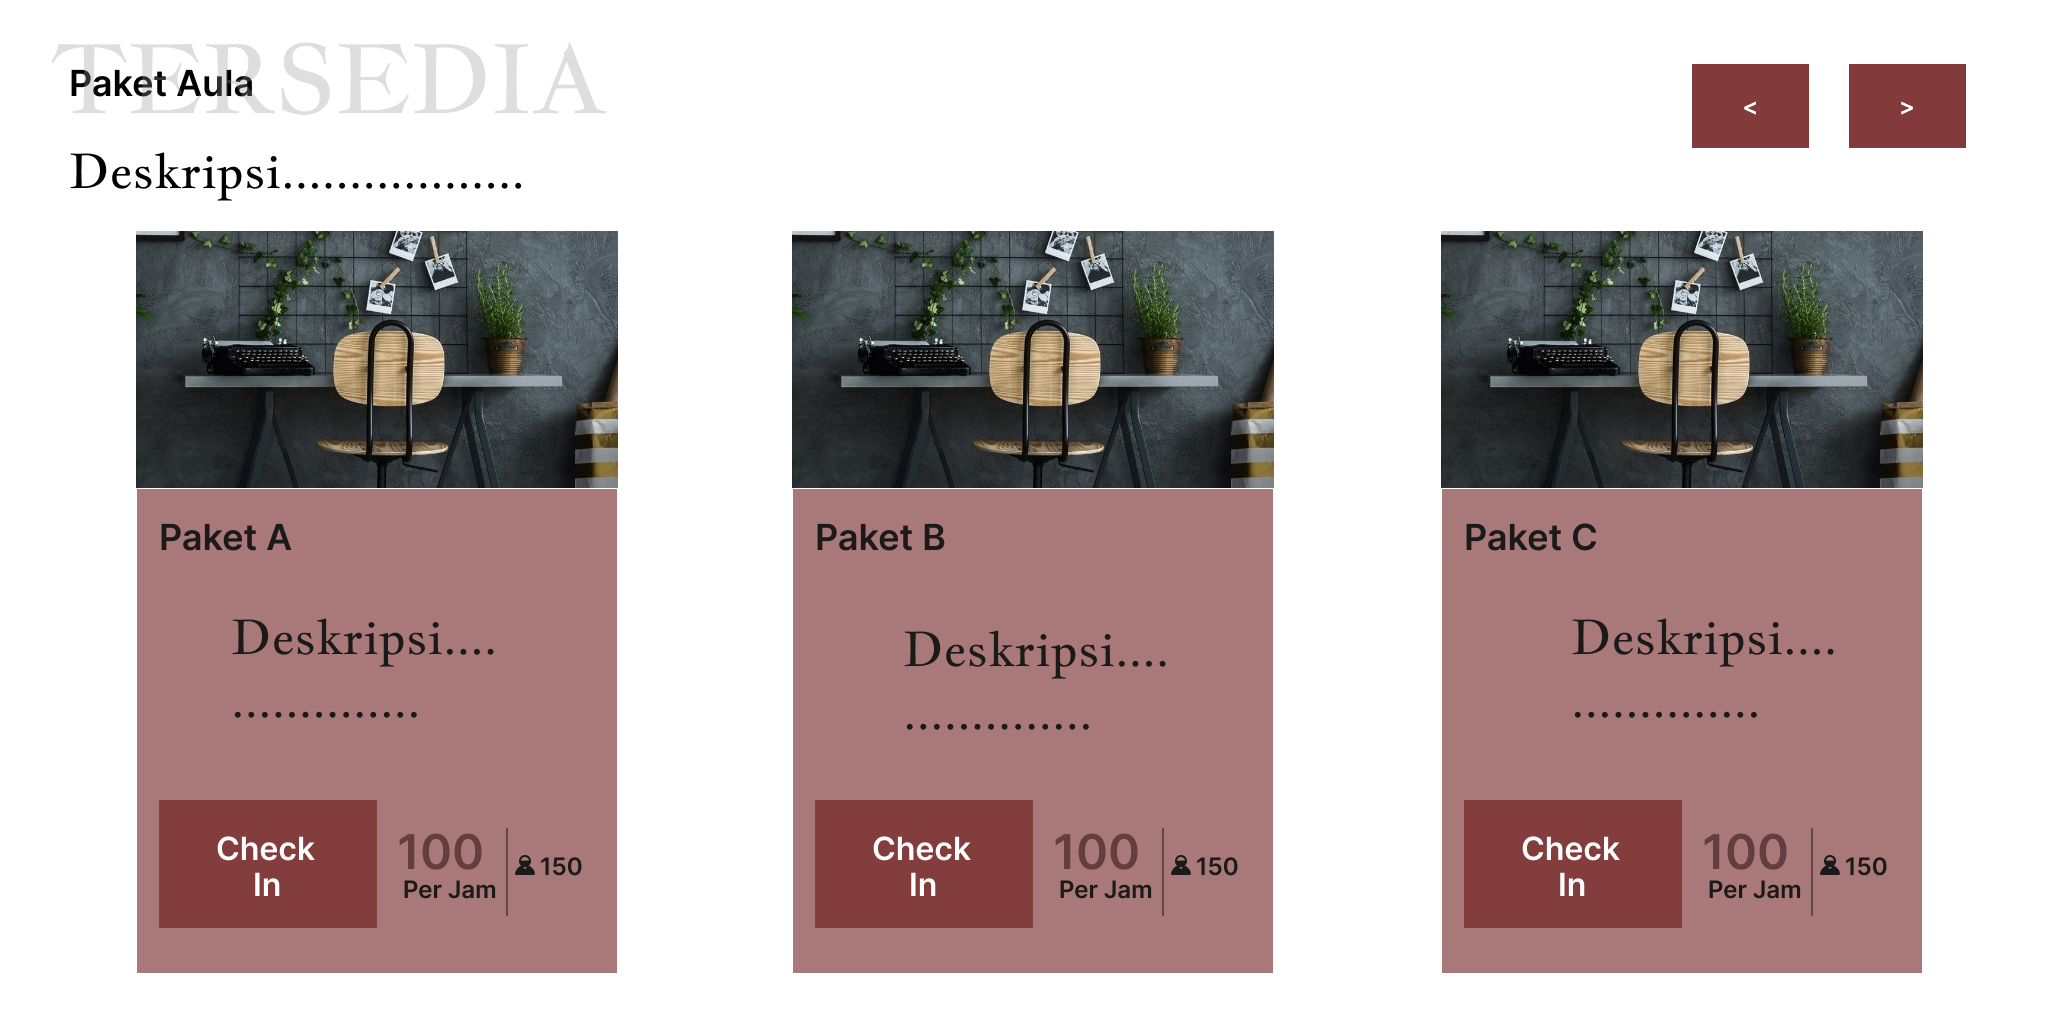 TERSEDIA
Paket Aula
Deskripsi..................
< >
Paket A
Deskripsi....
..............
Check
In
100
Per Jam
150
Paket B
Deskripsi....
..............
Check
In
100
Per Jam
150
Paket C
Deskripsi....
..............
Check
In
100
Per Jam
150